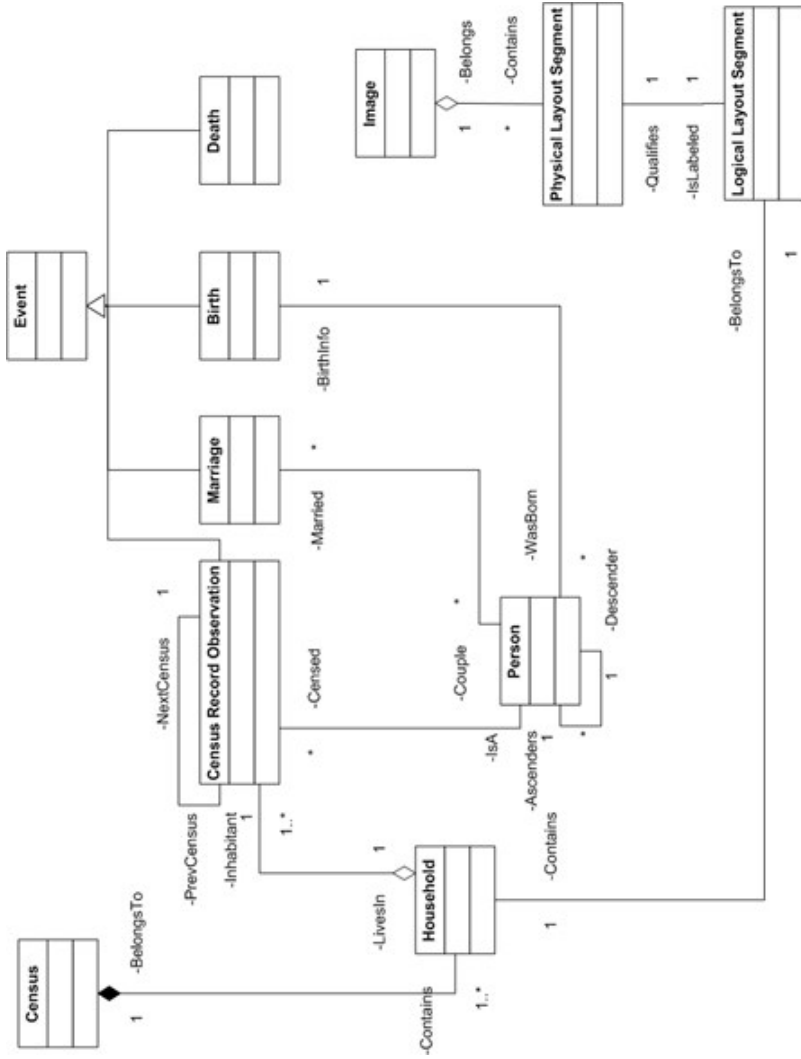 Event
Death
Birth
Marriage
Census Record Observation
Census
Household
Person
Image
Physical Layout Segment
Logical Layout Segment
-NextCensus
1
-PrevCensus
1
-Inhabitant
1..*
-LivesIn
1
-BelongsTo
1
-Contains
1..*
-Censed
*
-IsA
1
-Married
*
-Couple
*
-BirthInfo
1
-WasBorn
*
-Ascenders
*
-Descender
1
-Contains
1
-BelongsTo
1
-Belongs
1
-Contains
*
-Qualifies
1
-IsLabeled
1